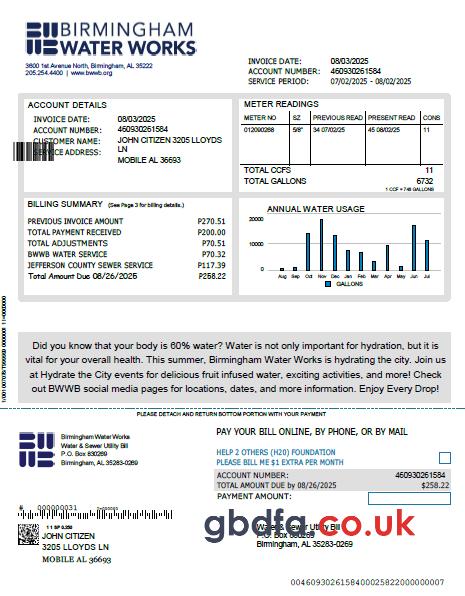 BIRMINGHAM
WATER WORKS
3600 1st Avenue North, Birmingham, AL 35222
205.254.4400 | www.bwwb.org
INVOICE DATE: 08/03/2025
ACCOUNT NUMBER: 460930261584
SERVICE PERIOD: 07/02/2025 - 08/02/2025
ACCOUNT DETAILS
INVOICE DATE: 08/03/2025
ACCOUNT NUMBER: 460930261584
CUSTOMER NAME: JOHN CITIZEN 3205 LLOYDS
LN
SERVICE ADDRESS:
MOBILE AL 36693
METER READINGS
METER NO SZ PREVIOUS READ PRESENT READ CONS
012090268 5/8" 34 07/02/25 45 08/02/25 11
TOTAL CCFS 11
TOTAL GALLONS 6732
1 CCF = 748 GALLONS
BILLING SUMMARY (See Page 3 for billing details.)
PREVIOUS INVOICE AMOUNT P270.51
TOTAL PAYMENT RECEIVED P200.00
TOTAL ADJUSTMENTS P70.51
BWWB WATER SERVICE P70.32
JEFFERSON COUNTY SEWER SERVICE P117.39
Total Amount Due 08/26/2025 P258.22
ANNUAL WATER USAGE
20000
10000
0
Aug Sep Oct Nov Dec Jan Feb Mar Apr May Jun Jul
GALLONS
Did you know that your body is 60% water? Water is not only important for hydration, but it is
vital for your overall health. This summer, Birmingham Water Works is hydrating the city. Join us
at Hydrate the City events for delicious fruit infused water, exciting activities, and more! Check
out BWWB social media pages for locations, dates, and more information. Enjoy Every Drop!
PLEASE DETACH AND RETURN BOTTOM PORTION WITH YOUR PAYMENT
Birmingham Water Works
Water & Sewer Utility Bill
P.O. Box 830269
Birmingham, AL 35283-0269
PAY YOUR BILL ONLINE, BY PHONE, OR BY MAIL
HELP 2 OTHERS (H20) FOUNDATION
PLEASE BILL ME $1 EXTRA PER MONTH
ACCOUNT NUMBER: 460930261584
TOTAL AMOUNT DUE by 08/26/2025 $258.22
PAYMENT AMOUNT:
# 000000031
11 SP 0.350
JOHN CITIZEN
3205 LLOYDS LN
MOBILE AL 36693
gbdfa.co.uk
Water & Sewer Utility Bill
P.O. Box 830269
Birmingham, AL 35283-0269
00460930261584000258220000000007